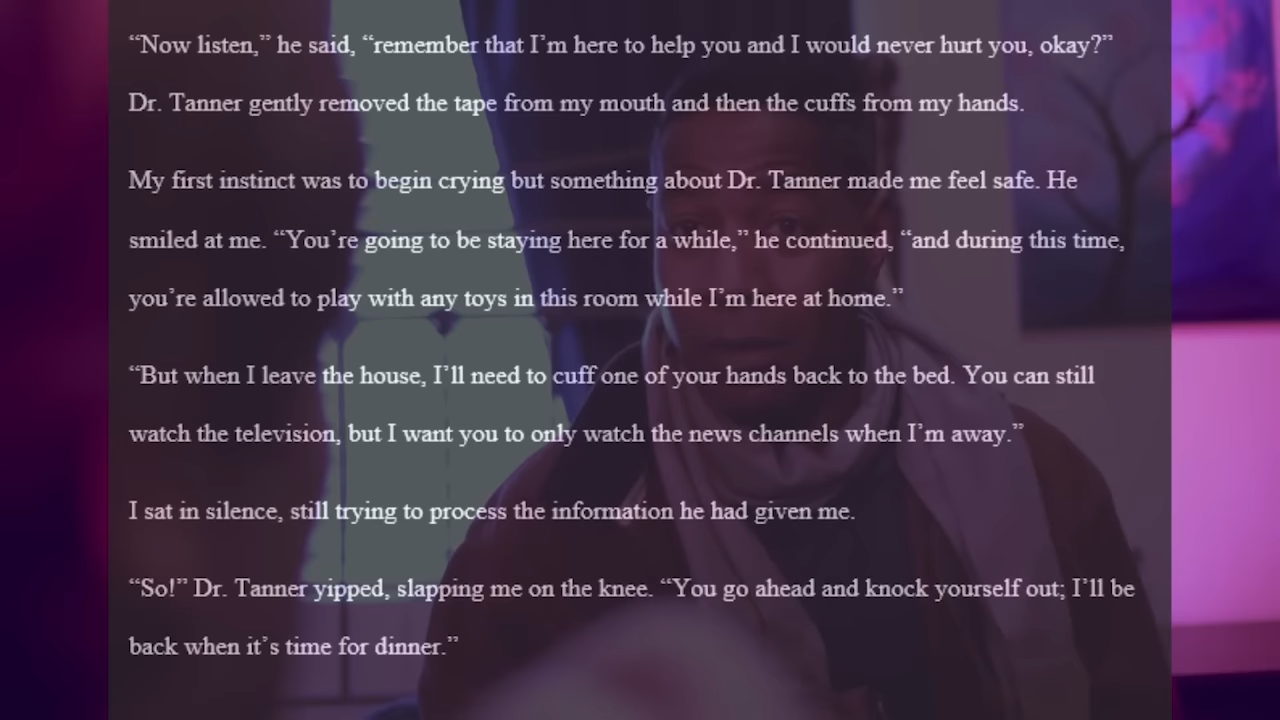 “Now listen,” he said, “remember that I’m here to help you and I would never hurt you, okay?”
Dr. Tanner gently removed the tape from my mouth and then the cuffs from my hands.
My first instinct was to begin crying but something about Dr. Tanner made me feel safe. He
smiled at me. “You’re going to be staying here for a while,” he continued, “and during this time,
you’re allowed to play with any toys in this room while I’m here at home.”
“But when I leave the house, I’ll need to cuff one of your hands back to the bed. You can still
watch the television, but I want you to only watch the news channels when I’m away.”
I sat in silence, still trying to process the information he had given me.
“So!” Dr. Tanner yipped, slapping me on the knee. “You go ahead and knock yourself out; I’ll be
back when it’s time for dinner.”